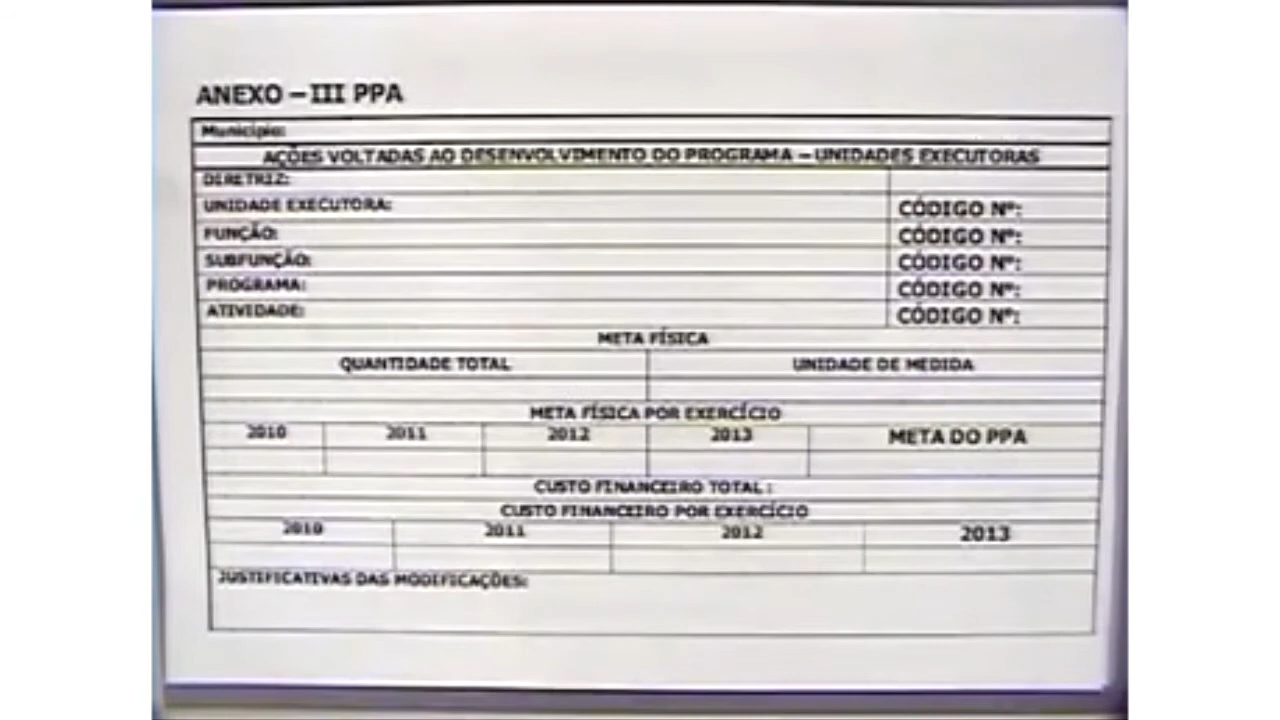 ANEXO – III PPA
Município:
AÇÕES VOLTADAS AO DESENVOLVIMENTO DO PROGRAMA – UNIDADES EXECUTORAS
DIRETRIZ:
UNIDADE EXECUTORA: CÓDIGO Nº:
FUNÇÃO: CÓDIGO Nº:
SUBFUNÇÃO: CÓDIGO Nº:
PROGRAMA: CÓDIGO Nº:
ATIVIDADE: CÓDIGO Nº:
META FÍSICA
QUANTIDADE TOTAL UNIDADE DE MEDIDA
META FÍSICA POR EXERCÍCIO
2010 2011 2012 2013 META DO PPA
CUSTO FINANCEIRO TOTAL :
CUSTO FINANCEIRO POR EXERCÍCIO
2010 2011 2012 2013
JUSTIFICATIVAS DAS MODIFICAÇÕES: